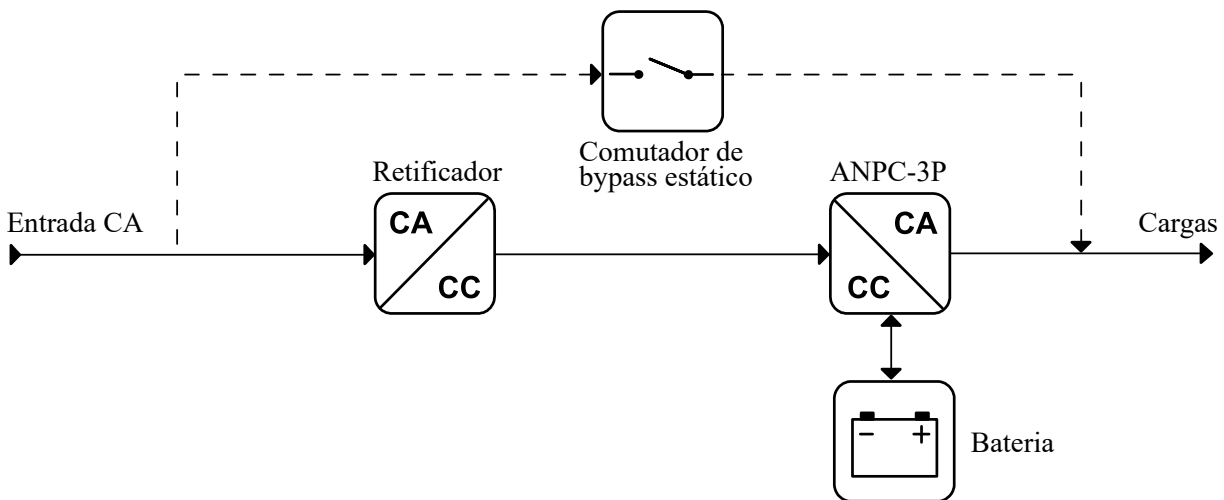 Comutador de
bypass estático
Retificador
ANPC-3P
Entrada CA
CA
CC
CA
CC
Cargas
Bateria